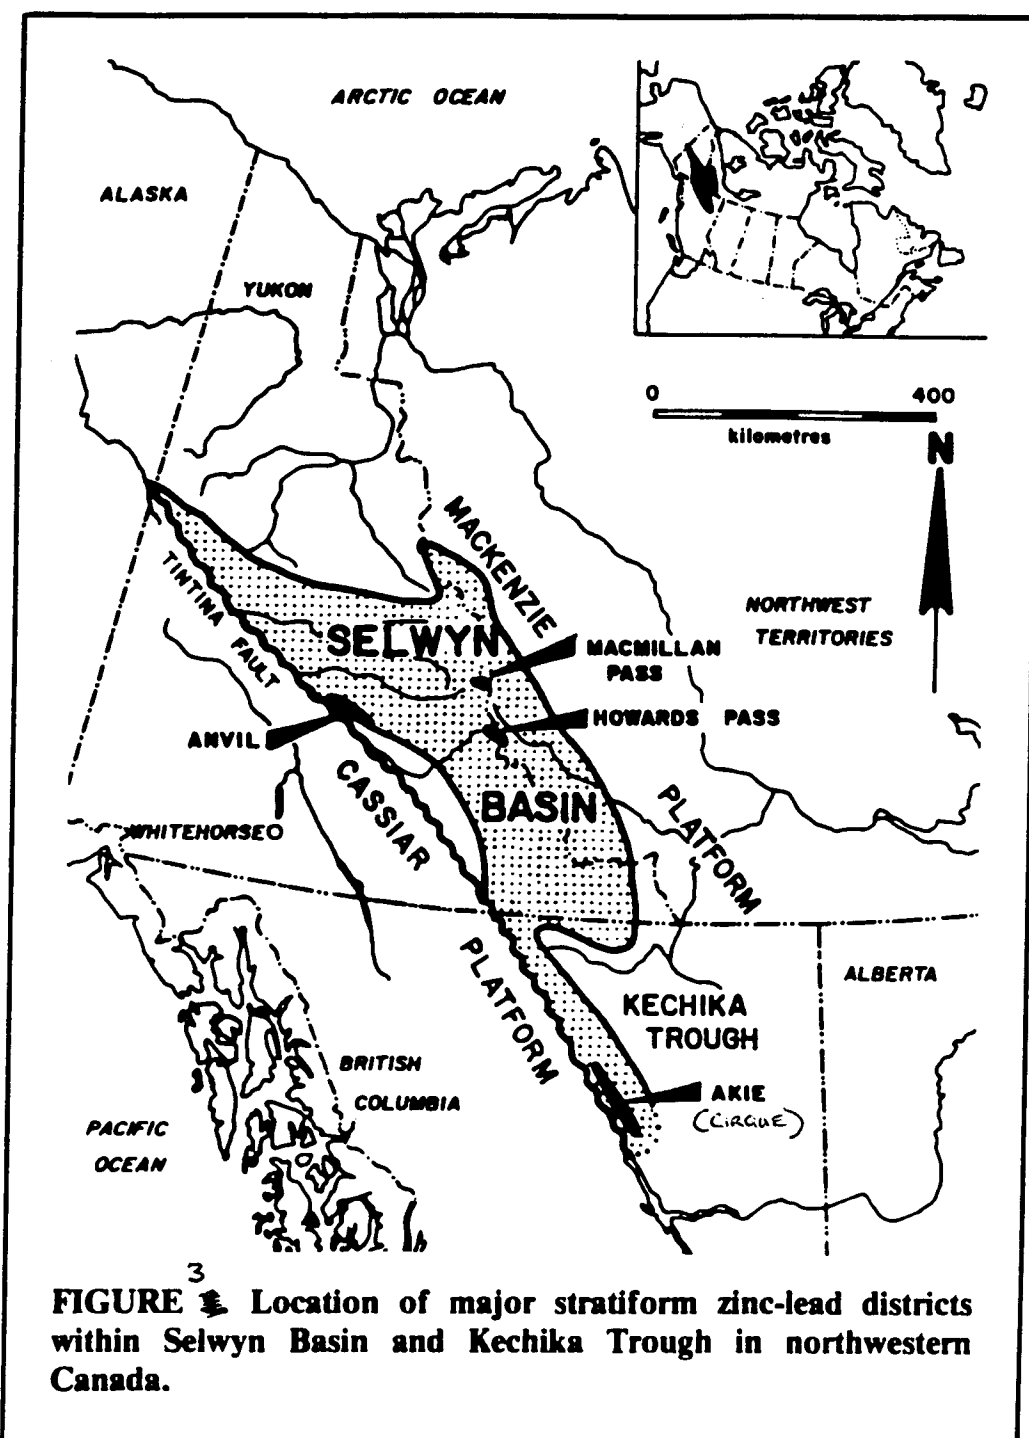 ARCTIC OCEAN
ALASKA
YUKON
0 400
kilometres
N
MACKENZIE
TINTINA FAULT
NORTHWEST
TERRITORIES
SELWYN
MACMILLAN
PASS
HOWARDS PASS
ANVIL
CASSIAR
BASIN
PLATFORM
WHITEHORSE
PLATFORM
ALBERTA
KECHIKA
TROUGH
BRITISH
COLUMBIA
AKIE
(CIRQUE)
PACIFIC
OCEAN
3
FIGURE Location of major stratiform zinc-lead districts
within Selwyn Basin and Kechika Trough in northwestern
Canada.